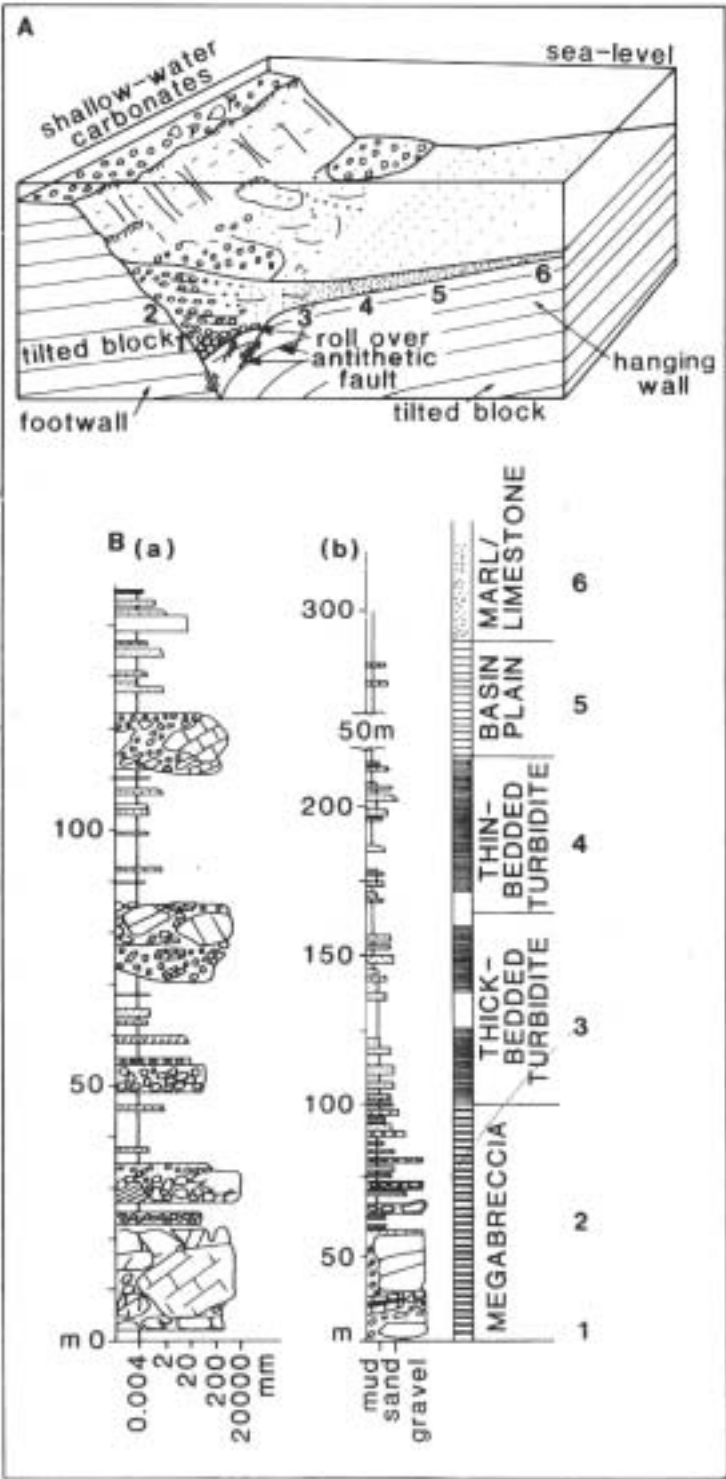 A
shallow-water
carbonates
sea-level
1
2
3
4
5
6
tilted block
roll over
antithetic
fault
hanging
wall
footwall
tilted block
B (a)
100
50
m 0
0.004
2
20
200
20000
mm
(b)
300
50m
200
150
100
50
m
mud
sand
gravel
MARL/
LIMESTONE
6
BASIN
PLAIN
5
THIN-
BEDDED
TURBIDITE
4
THICK-
BEDDED
TURBIDITE
3
MEGABRECCIA
2
1